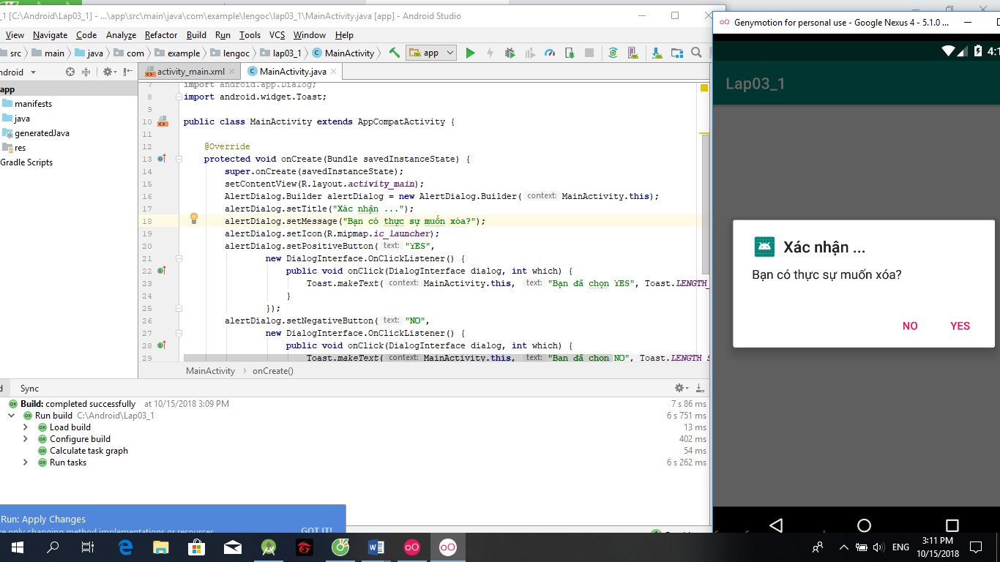 _1 [C:\Android\Lap03_1] - ...\app\src\main\java\com\example\lengoc\lap03_1\MainActivity.java [app] - Android Studio
View Navigate Code Analyze Refactor Build Run Tools VCS Window Help
src main java com example lengoc lap03_1 MainActivity app
ndroid
app
manifests
java
generatedJava
res
Gradle Scripts
activity_main.xml MainActivity.java
7 import android.app.Dialog;
8 import android.widget.Toast;
9
10 public class MainActivity extends AppCompatActivity {
11
12 @Override
13 protected void onCreate(Bundle savedInstanceState) {
14 super.onCreate(savedInstanceState);
15 setContentView(R.layout.activity_main);
16 AlertDialog.Builder alertDialog = new AlertDialog.Builder( context: MainActivity.this);
17 alertDialog.setTitle("Xác nhận ...");
18 alertDialog.setMessage("Bạn có thực sự muốn xóa?");
19 alertDialog.setIcon(R.mipmap.ic_launcher);
20 alertDialog.setPositiveButton( text: "YES",
21 new DialogInterface.OnClickListener() {
22 public void onClick(DialogInterface dialog, int which) {
23 Toast.makeText( context: MainActivity.this, text: "Bạn đã chọn YES", Toast.LENGTH_
24 }
25 });
26 alertDialog.setNegativeButton( text: "NO",
27 new DialogInterface.OnClickListener() {
28 public void onClick(DialogInterface dialog, int which) {
29 Toast.makeText( context: MainActivity.this, text: "Bạn đã chọn NO", Toast.LENGTH S
MainActivity onCreate()
d Sync
Build: completed successfully at 10/15/2018 3:09 PM 7 s 86 ms
Run build C:\Android\Lap03_1 6 s 751 ms
Load build 13 ms
Configure build 402 ms
Calculate task graph 54 ms
Run tasks 6 s 262 ms
Run: Apply Changes
re only changing method implementations or resources
GOT IT!
Genymotion for personal use - Google Nexus 4 - 5.1.0 ...
4:1
Lap03_1
Xác nhận ...
Bạn có thực sự muốn xóa?
NO YES
ENG
3:11 PM
10/15/2018